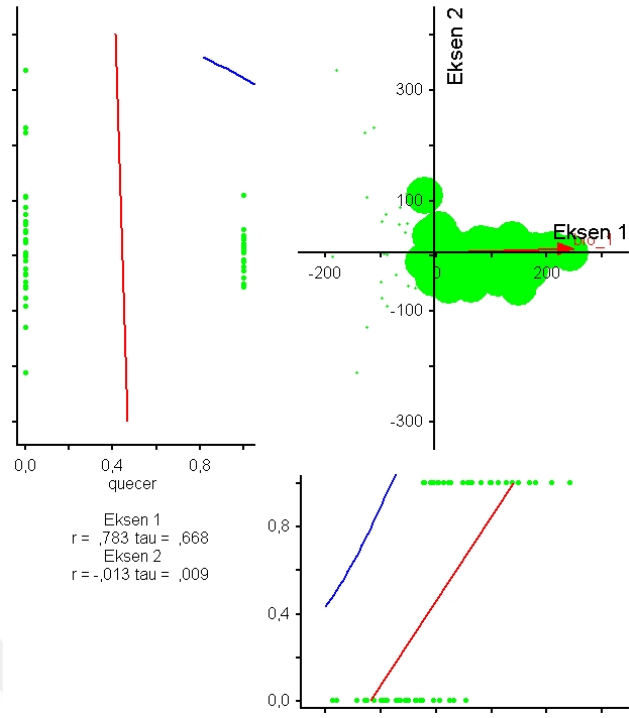 Eksen 2
300
100
Eksen 1
bio_1
-200
0
200
-100
-300
0,0
0,4
0,8
quecer
Eksen 1
r = ,783 tau = ,668
Eksen 2
r = -,013 tau = ,009
0,8
0,4
0,0